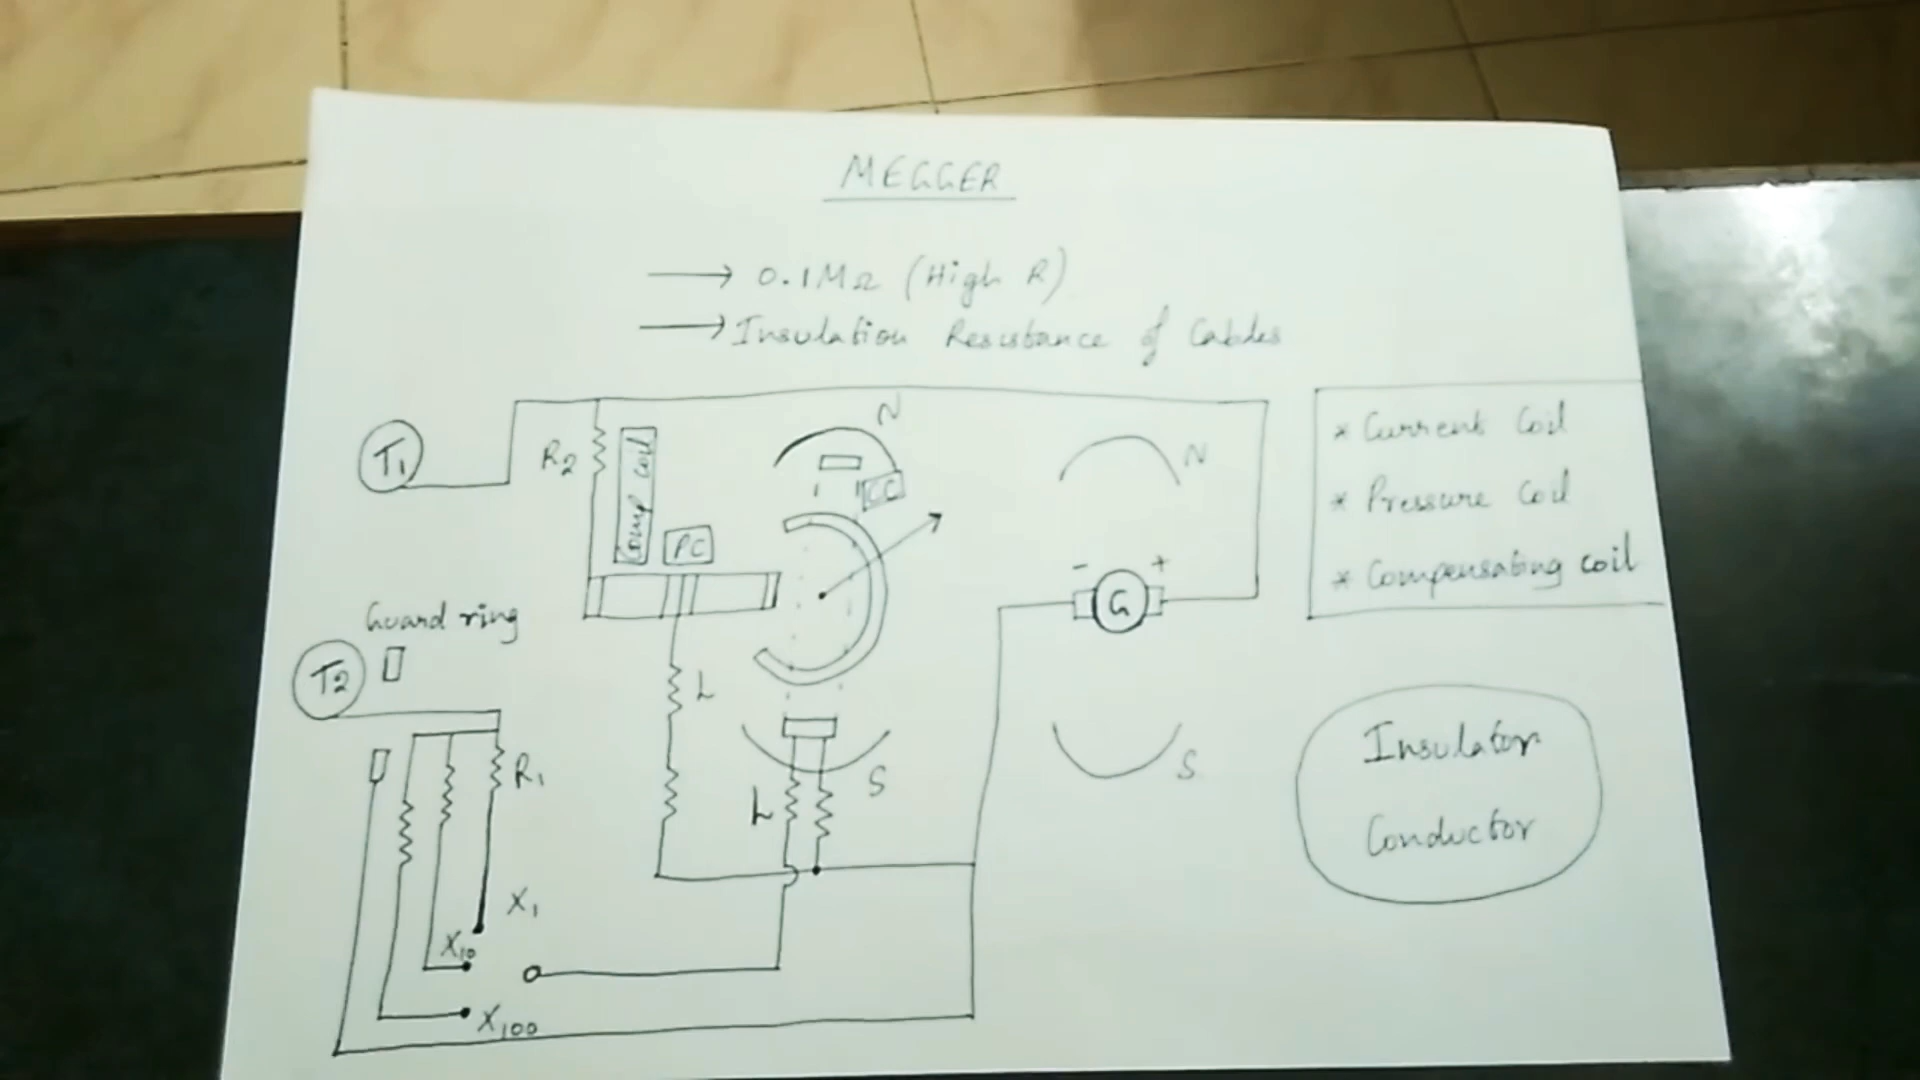 MEGGER
→ 0.1MΩ (High R)
→ Insulation Resistance of Cables
T1
R2
Comp coil
PC
N
CC
N
* Current Coil
* Pressure Coil
* Compensating coil
- +
G
Guard ring
T2
L
R1
L
S
S
Insulator
Conductor
X1
X10
X100